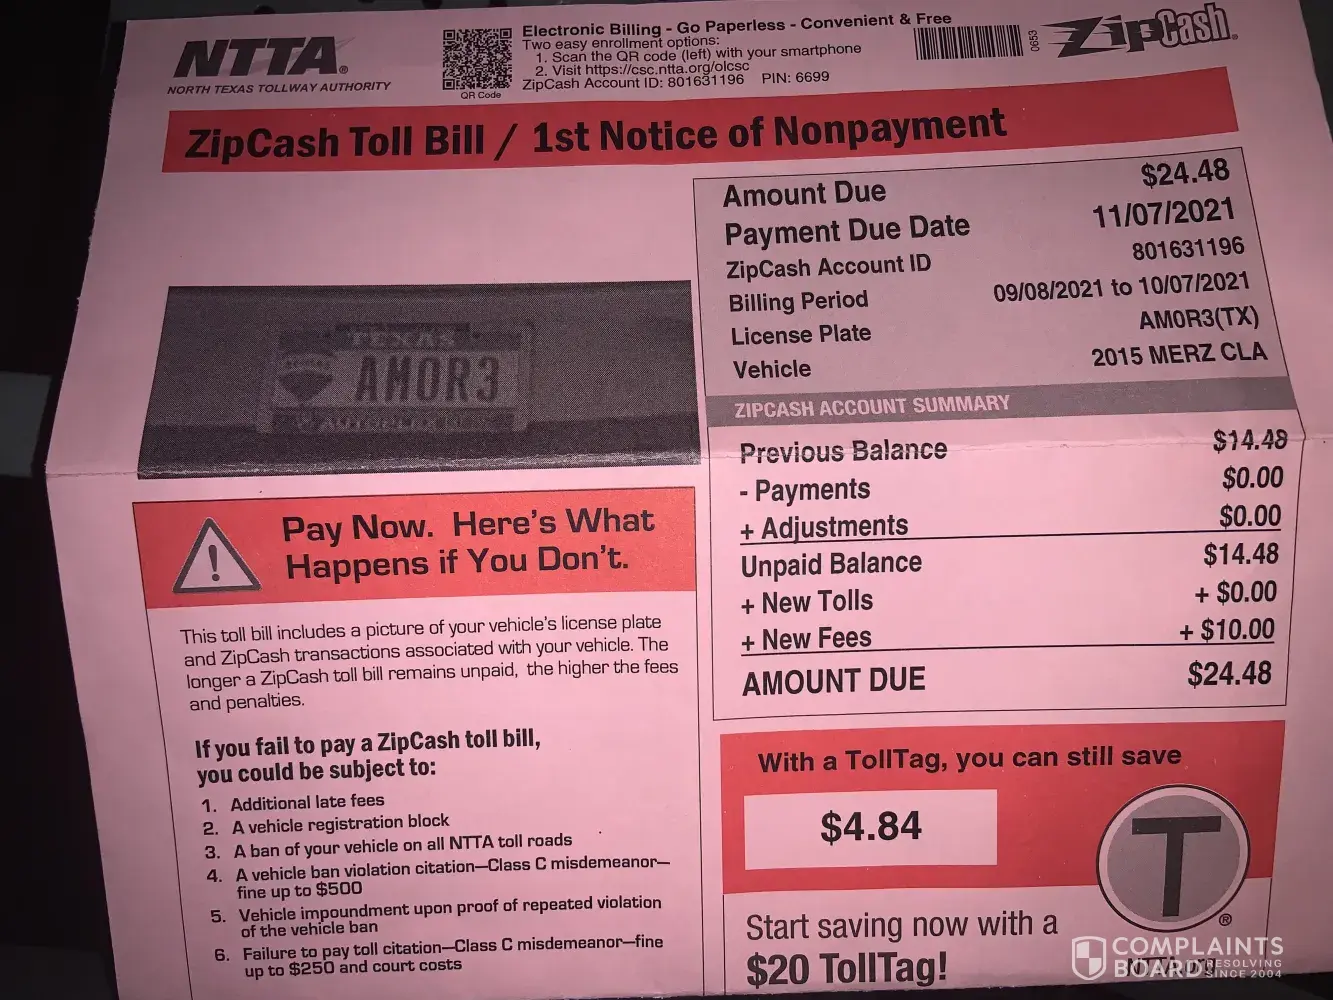 NTTA®
NORTH TEXAS TOLLWAY AUTHORITY
QR Code
Electronic Billing - Go Paperless - Convenient & Free
Two easy enrollment options:
1. Scan the QR code (left) with your smartphone
2. Visit https://csc.ntta.org/olcsc
ZipCash Account ID: 801631196 PIN: 6699
0653
ZipCash®
ZipCash Toll Bill / 1st Notice of Nonpayment
Amount Due $24.48
Payment Due Date 11/07/2021
ZipCash Account ID 801631196
Billing Period 09/08/2021 to 10/07/2021
License Plate AM0R3(TX)
Vehicle 2015 MERZ CLA
TEXAS
AM0R3
ZIPCASH ACCOUNT SUMMARY
Previous Balance $14.48
- Payments $0.00
+ Adjustments $0.00
Unpaid Balance $14.48
+ New Tolls + $0.00
+ New Fees + $10.00
AMOUNT DUE $24.48
Pay Now. Here's What
Happens if You Don't.
This toll bill includes a picture of your vehicle's license plate
and ZipCash transactions associated with your vehicle. The
longer a ZipCash toll bill remains unpaid, the higher the fees
and penalties.
If you fail to pay a ZipCash toll bill,
you could be subject to:
1. Additional late fees
2. A vehicle registration block
3. A ban of your vehicle on all NTTA toll roads
4. A vehicle ban violation citation—Class C misdemeanor—
fine up to $500
5. Vehicle impoundment upon proof of repeated violation
of the vehicle ban
6. Failure to pay toll citation—Class C misdemeanor—fine
up to $250 and court costs
With a TollTag, you can still save
$4.84
T®
Start saving now with a
$20 TollTag!
COMPLAINTS
BOARD RESOLVING
SINCE 2004